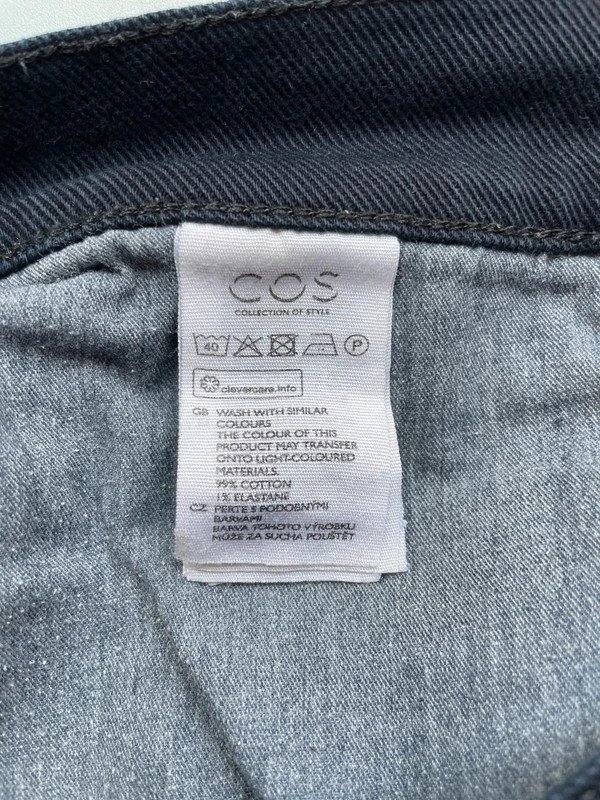 COS
COLLECTION OF STYLE
40 P
clevercare.info
GB WASH WITH SIMILAR
COLOURS
THE COLOUR OF THIS
PRODUCT MAY TRANSFER
ONTO LIGHT-COLOURED
MATERIALS.
99% COTTON
1% ELASTANE
CZ PERTE S PODOBNÝMI
BARVAMI
BARVA TOHOTO VÝROBKU
MŮŽE ZA SUCHA POUŠTĚT